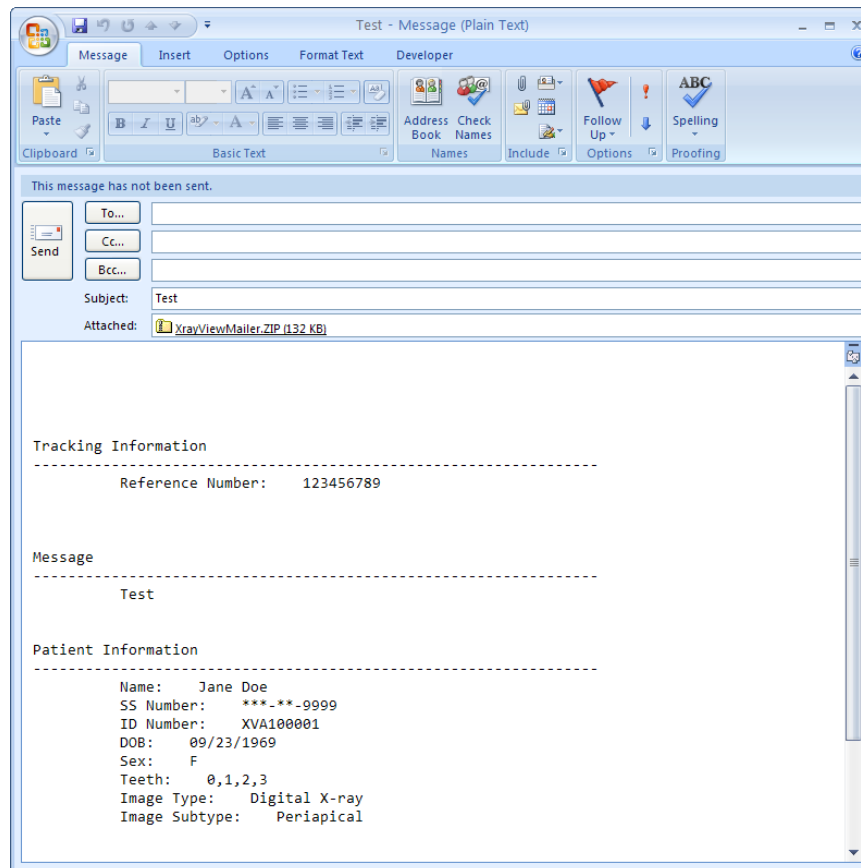 Test - Message (Plain Text)
Message Insert Options Format Text Developer
Paste
Clipboard
B I U
Basic Text
Address Book Check Names
Names
Include
Follow Up
Options
ABC
Spelling
Proofing
This message has not been sent.
Send
To...
Cc...
Bcc...
Subject: Test
Attached: XrayViewMailer.ZIP (132 KB)
Tracking Information
-----------------------------------------------------------------
Reference Number: 123456789
Message
-----------------------------------------------------------------
Test
Patient Information
-----------------------------------------------------------------
Name: Jane Doe
SS Number: ***-**-9999
ID Number: XVA100001
DOB: 09/23/1969
Sex: F
Teeth: 0,1,2,3
Image Type: Digital X-ray
Image Subtype: Periapical